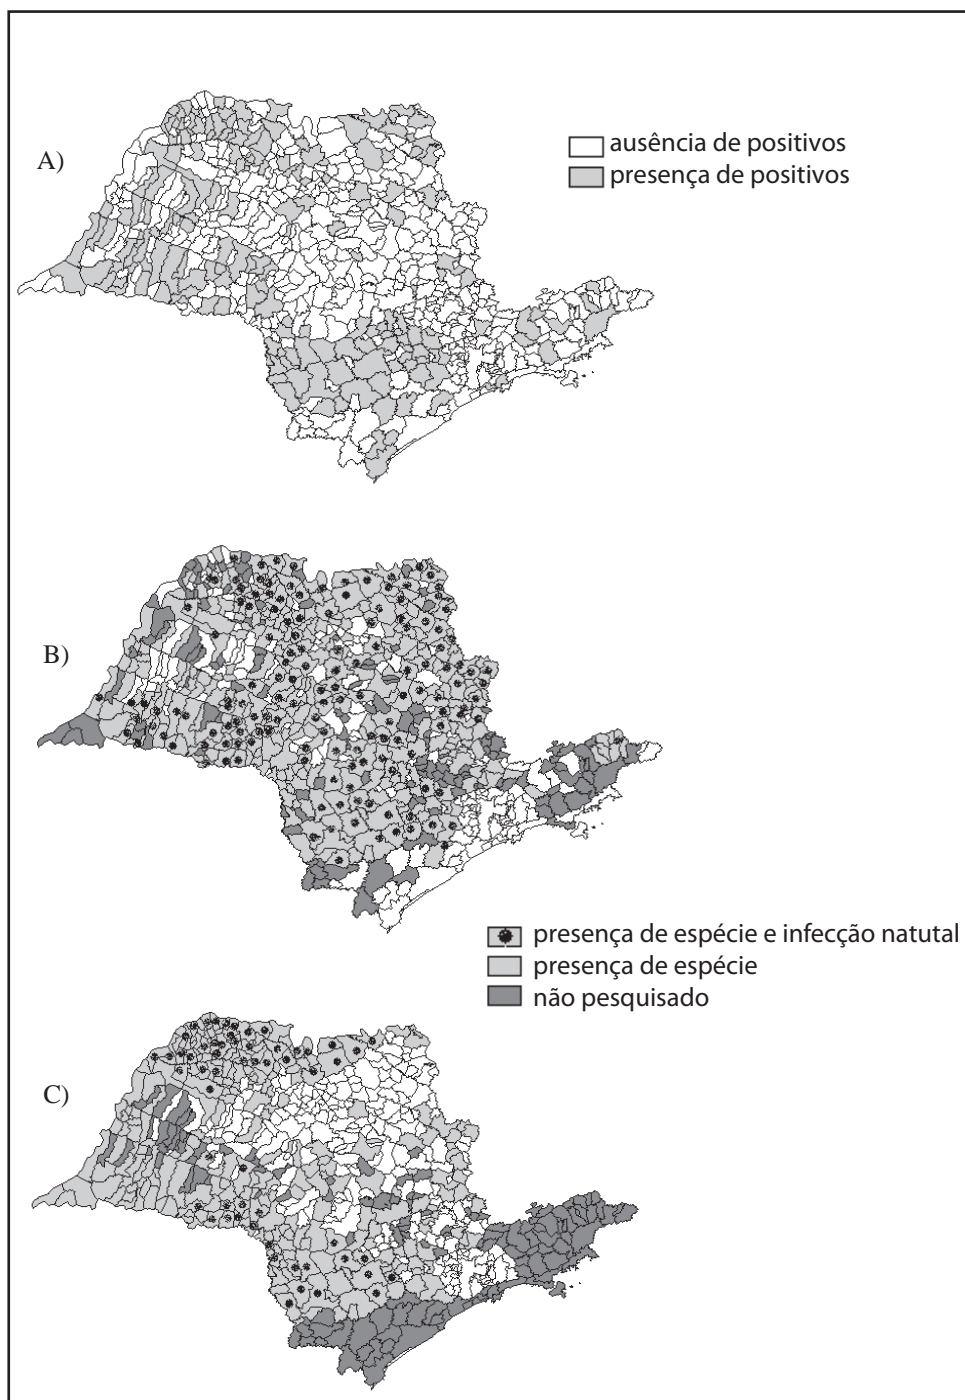 A)
ausência de positivos
presença de positivos
B)
presença de espécie e infecção natutal
presença de espécie
não pesquisado
C)